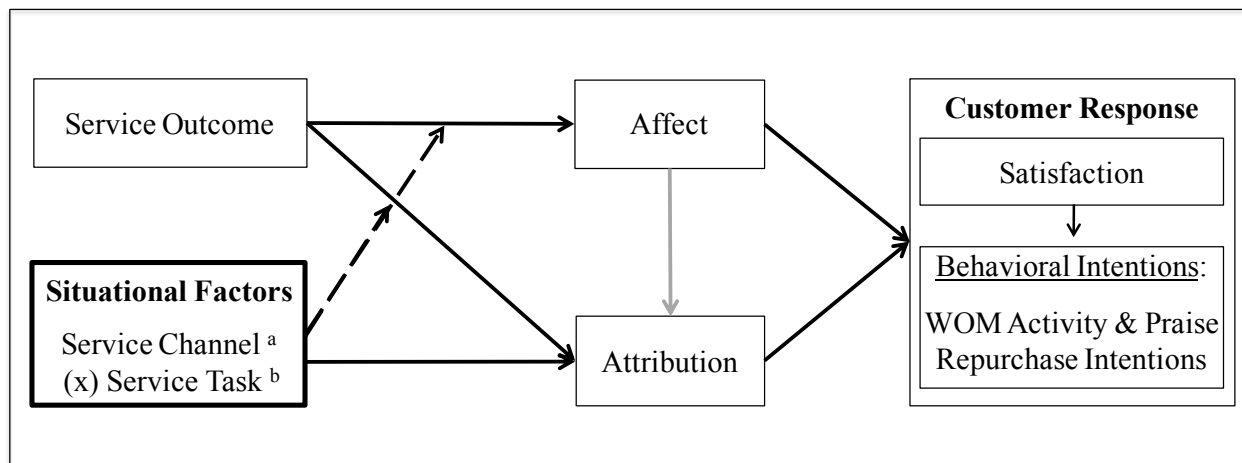 Service Outcome
Affect
Customer Response
Satisfaction
Situational Factors
Service Channel ᵃ
(x) Service Task ᵇ
Attribution
Behavioral Intentions:
WOM Activity & Praise
Repurchase Intentions